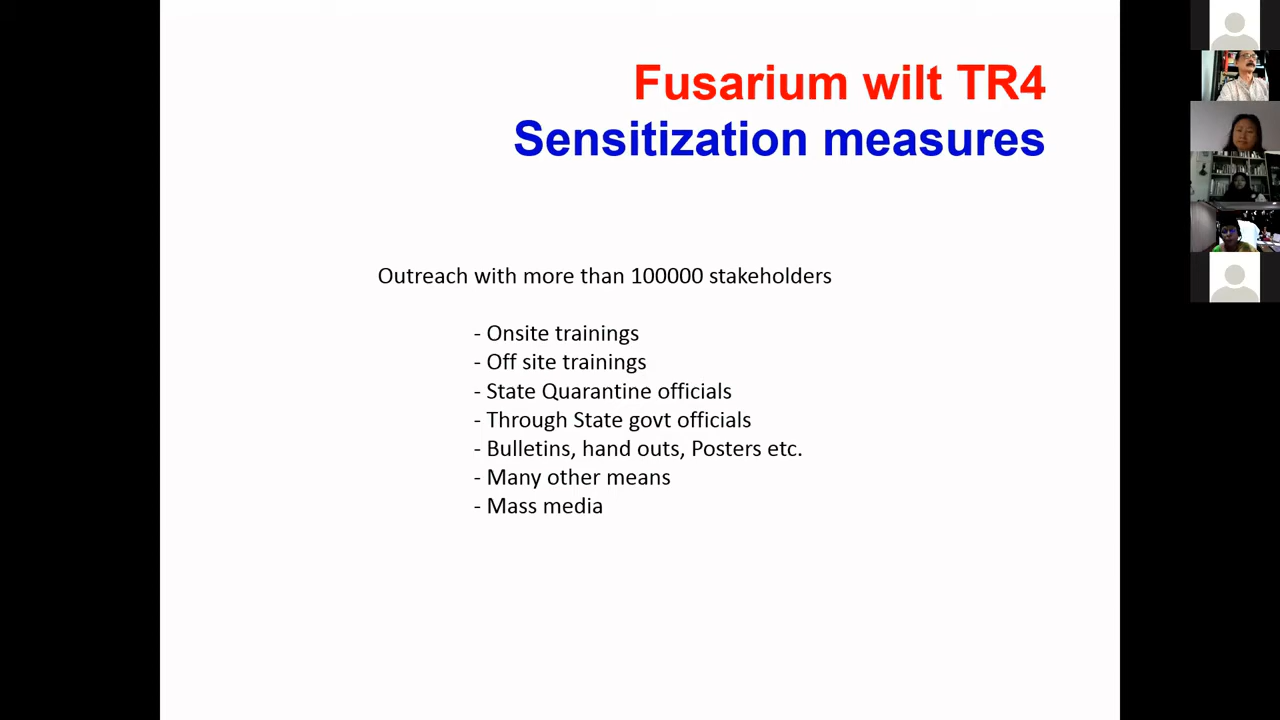 Fusarium wilt TR4
Sensitization measures
Outreach with more than 100000 stakeholders
- Onsite trainings
- Off site trainings
- State Quarantine officials
- Through State govt officials
- Bulletins, hand outs, Posters etc.
- Many other means
- Mass media